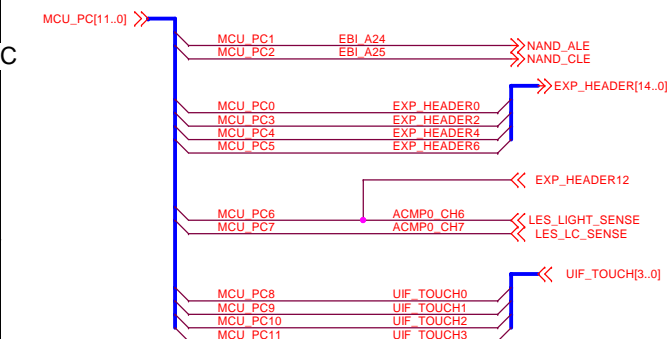 MCU_PC[11..0]
MCU_PC1 EBI_A24 NAND_ALE
MCU_PC2 EBI_A25 NAND_CLE
C
EXP_HEADER[14..0]
MCU_PC0 EXP_HEADER0
MCU_PC3 EXP_HEADER2
MCU_PC4 EXP_HEADER4
MCU_PC5 EXP_HEADER6
EXP_HEADER12
MCU_PC6 ACMP0_CH6 LES_LIGHT_SENSE
MCU_PC7 ACMP0_CH7 LES_LC_SENSE
UIF_TOUCH[3..0]
MCU_PC8 UIF_TOUCH0
MCU_PC9 UIF_TOUCH1
MCU_PC10 UIF_TOUCH2
MCU_PC11 UIF_TOUCH3